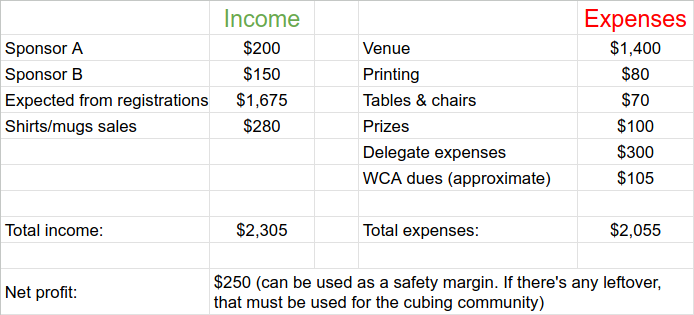 Income Expenses
Sponsor A $200 Venue $1,400
Sponsor B $150 Printing $80
Expected from registrations $1,675 Tables & chairs $70
Shirts/mugs sales $280 Prizes $100
Delegate expenses $300
WCA dues (approximate) $105
Total income: $2,305 Total expenses: $2,055
Net profit: $250 (can be used as a safety margin. If there's any leftover,
that must be used for the cubing community)